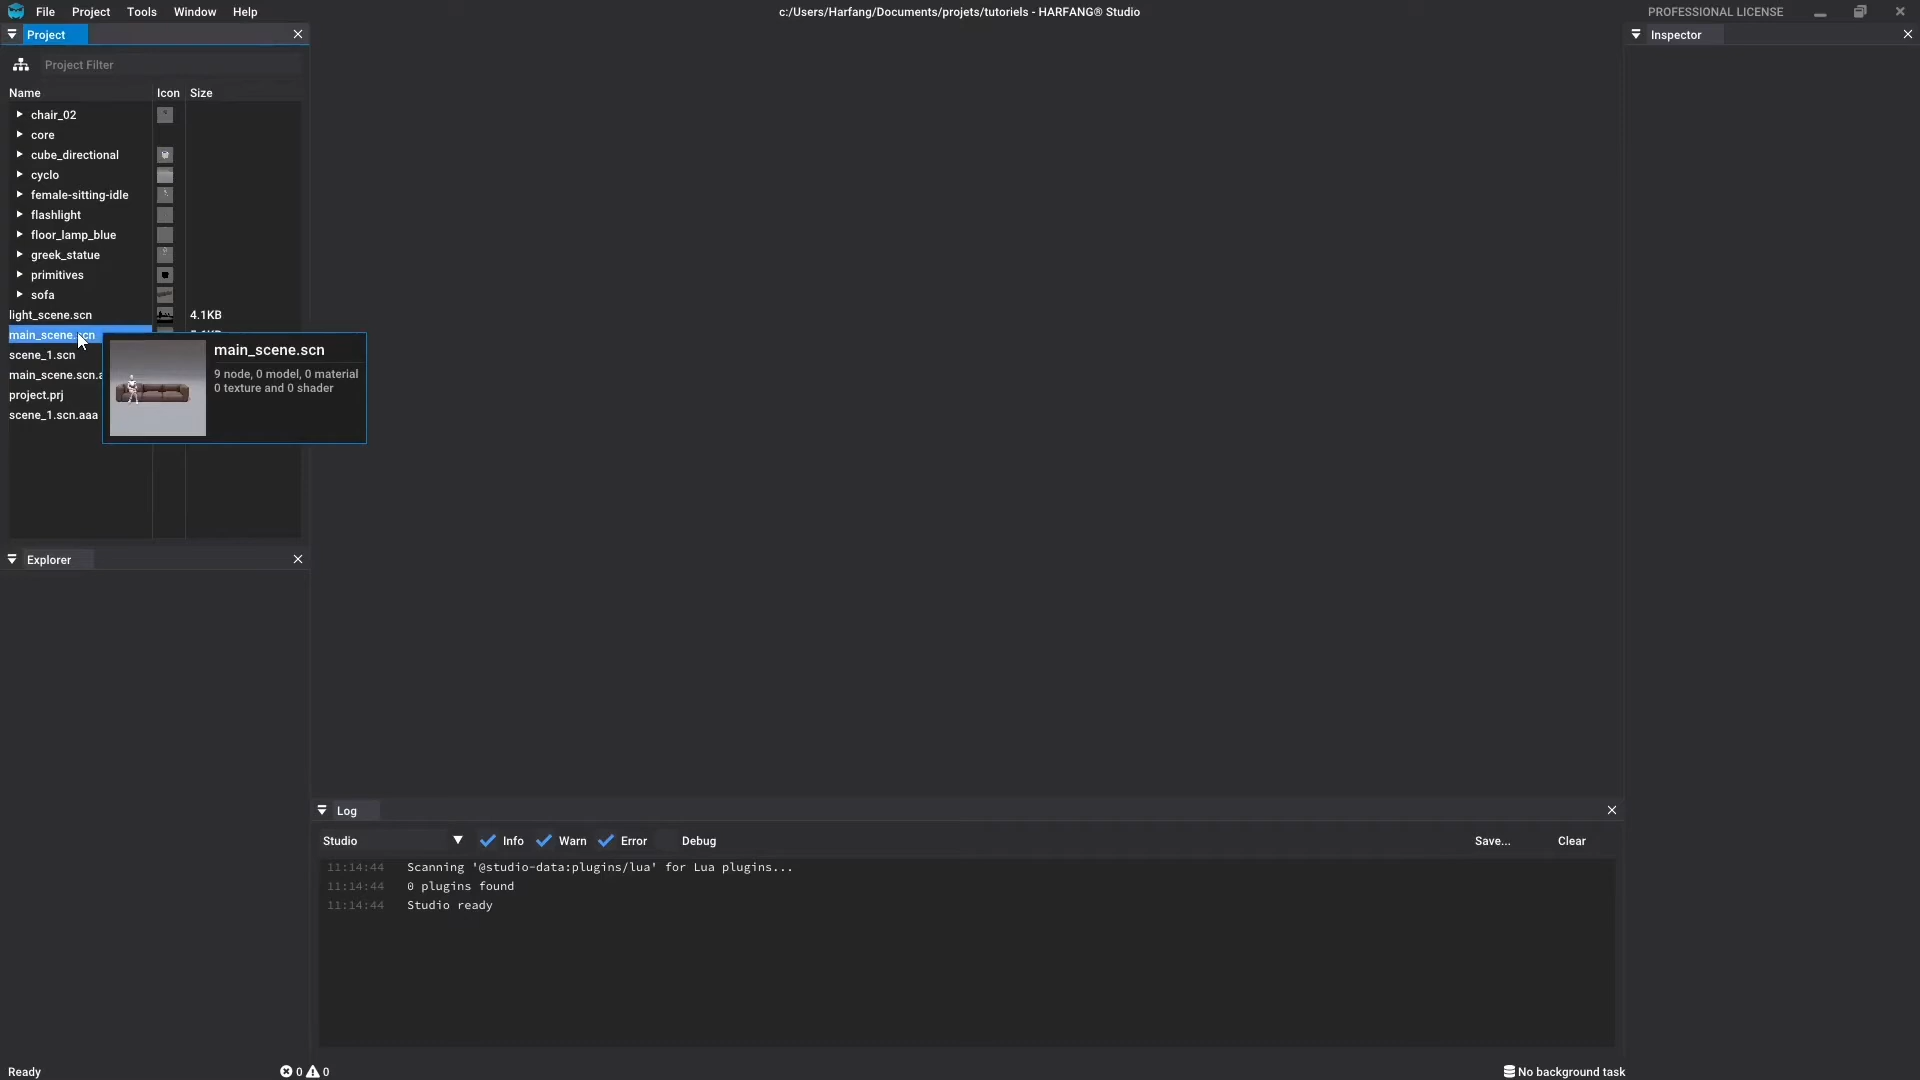 File Project Tools Window Help
c:/Users/Harfang/Documents/projets/tutoriels - HARFANG® Studio
PROFESSIONAL LICENSE
Project
Project Filter
Name Icon Size
chair_02
core
cube_directional
cyclo
female-sitting-idle
flashlight
floor_lamp_blue
greek_statue
primitives
sofa
light_scene.scn 4.1KB
main_scene.scn
scene_1.scn
main_scene.scn.a
project.prj
scene_1.scn.aaa
main_scene.scn
9 node, 0 model, 0 material
0 texture and 0 shader
Explorer
Inspector
Log
Studio Info Warn Error Debug Save... Clear
11:14:44 Scanning '@studio-data:plugins/lua' for Lua plugins...
11:14:44 0 plugins found
11:14:44 Studio ready
Ready 0 0 No background task